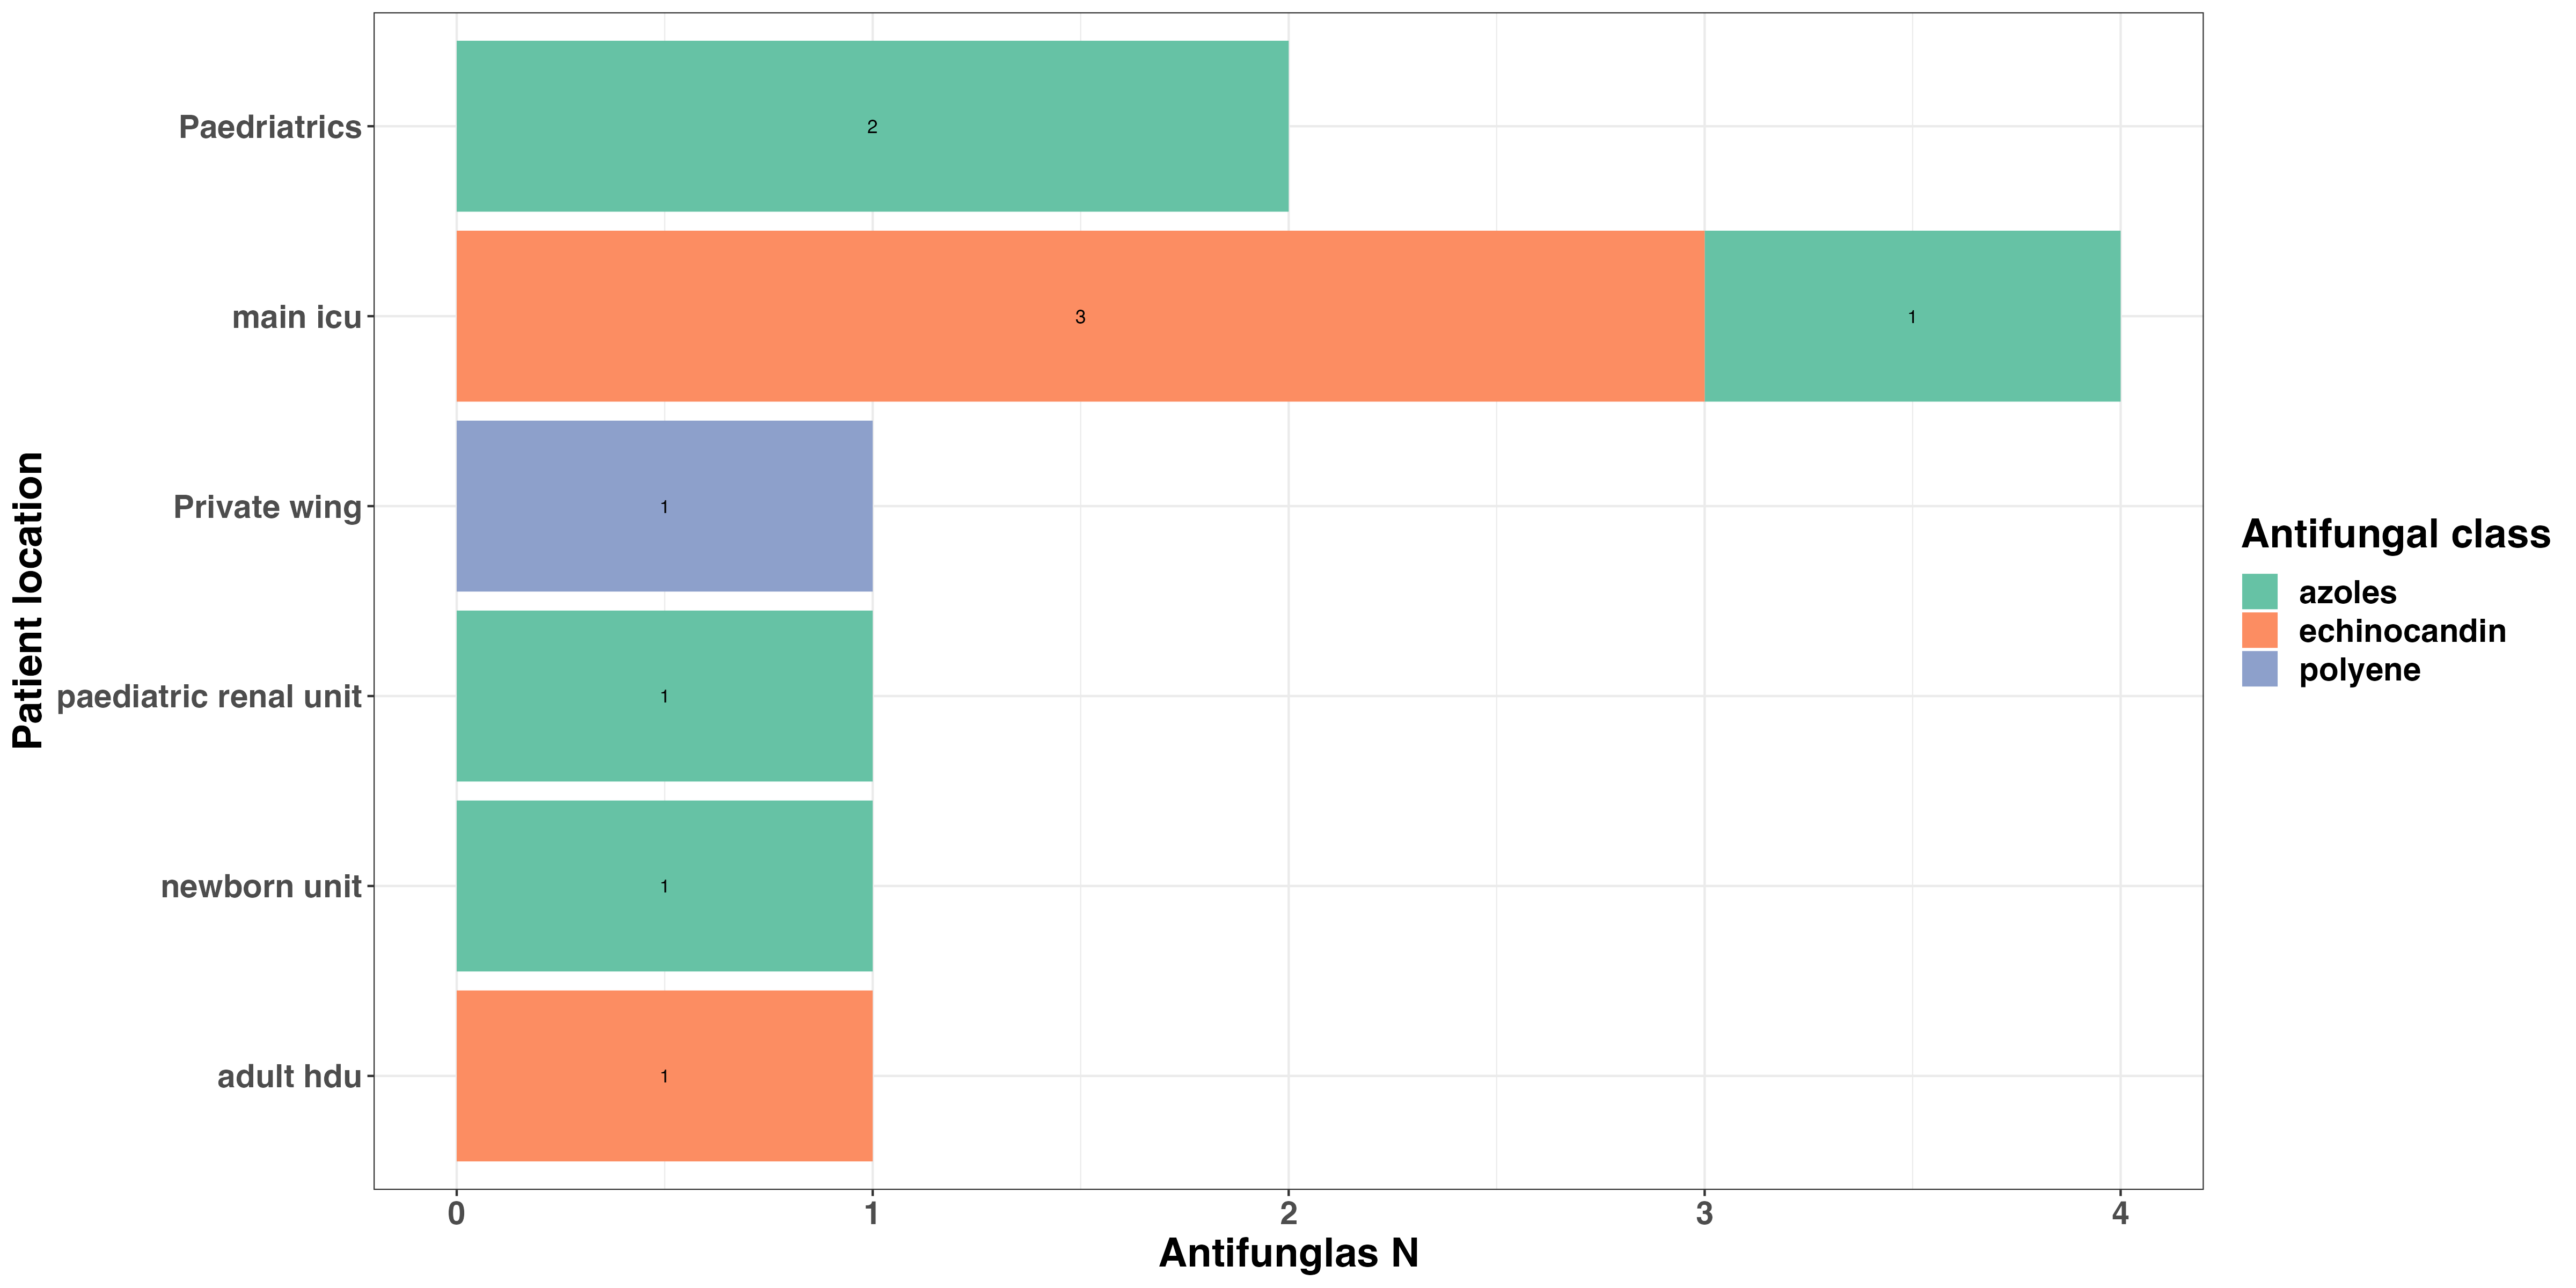 Paedriatrics
2
main icu
3
1
Private wing
1
paediatric renal unit
1
newborn unit
1
adult hdu
1
0
1
2
3
4
Antifunglas N
Patient location
Antifungal class
azoles
echinocandin
polyene